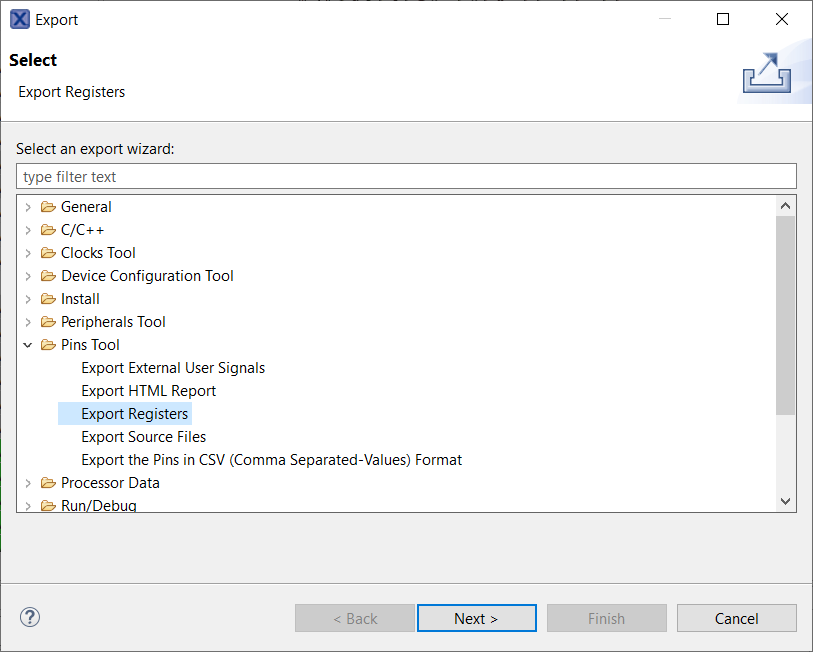 Export
Select
Export Registers
Select an export wizard:
type filter text
General
C/C++
Clocks Tool
Device Configuration Tool
Install
Peripherals Tool
Pins Tool
Export External User Signals
Export HTML Report
Export Registers
Export Source Files
Export the Pins in CSV (Comma Separated-Values) Format
Processor Data
Run/Debug
< Back Next > Finish Cancel